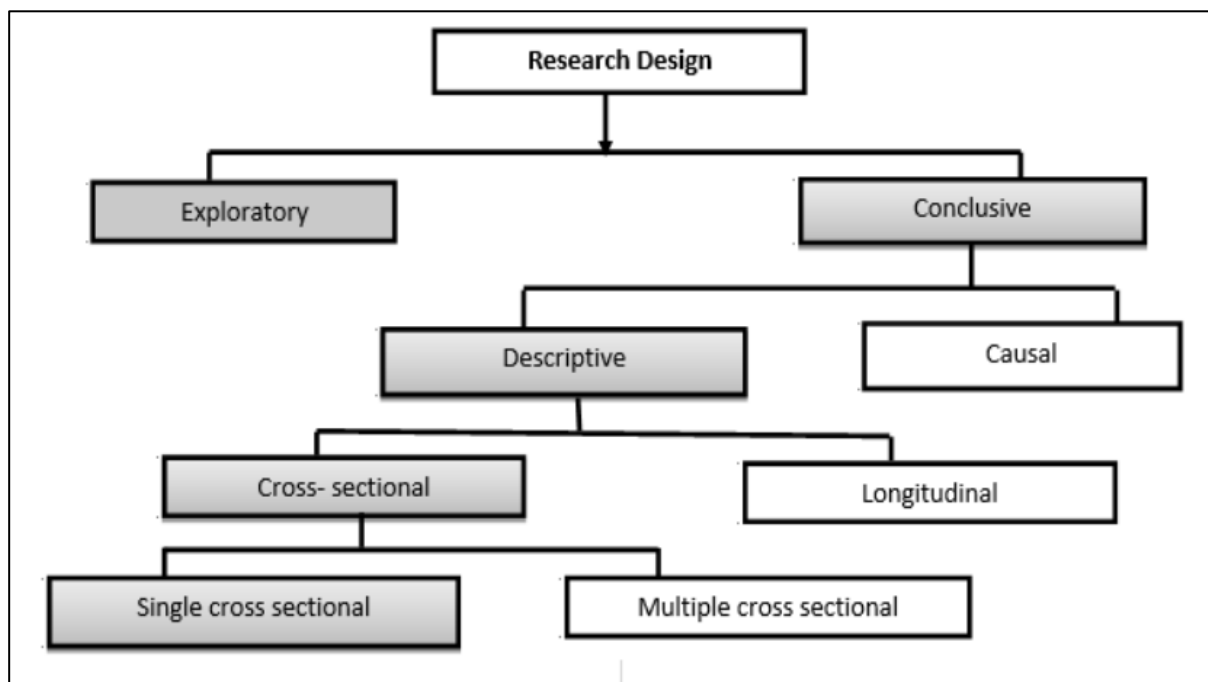 Research Design
Exploratory
Conclusive
Descriptive
Causal
Cross- sectional
Longitudinal
Single cross sectional
Multiple cross sectional